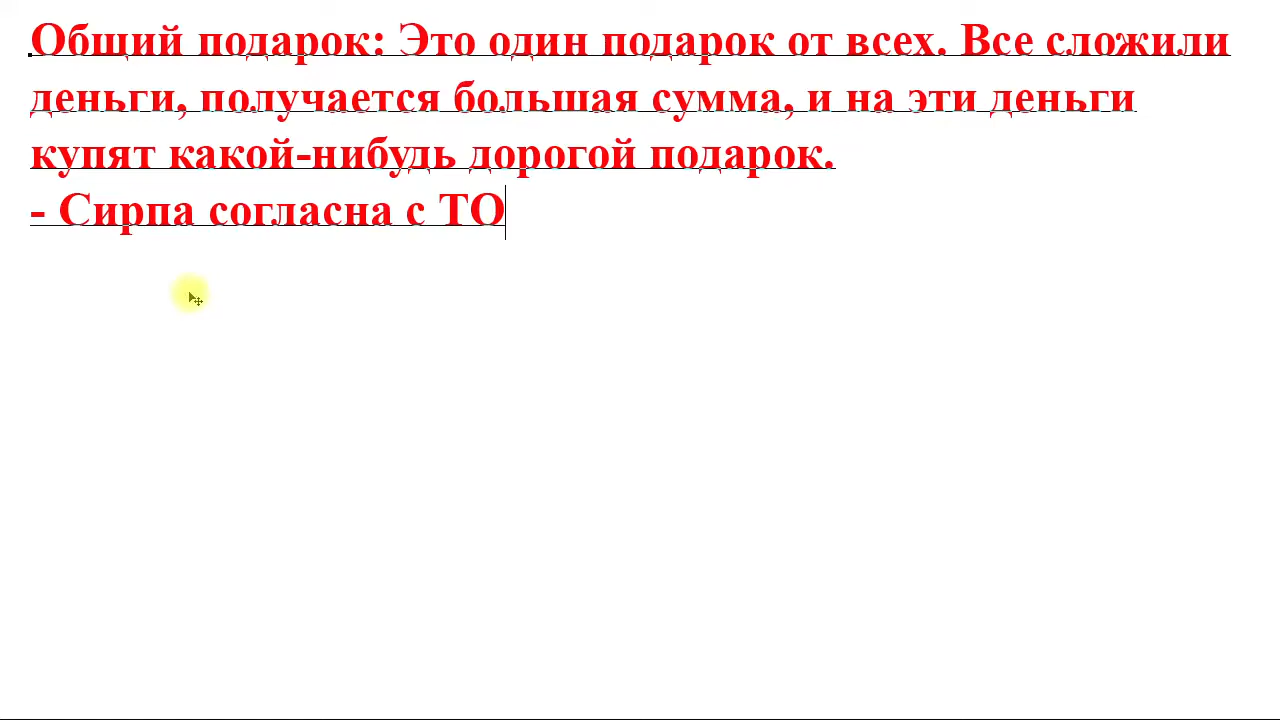 Общий подарок: Это один подарок от всех. Все сложили
деньги, получается большая сумма, и на эти деньги
купят какой-нибудь дорогой подарок.
- Сирпа согласна с ТО